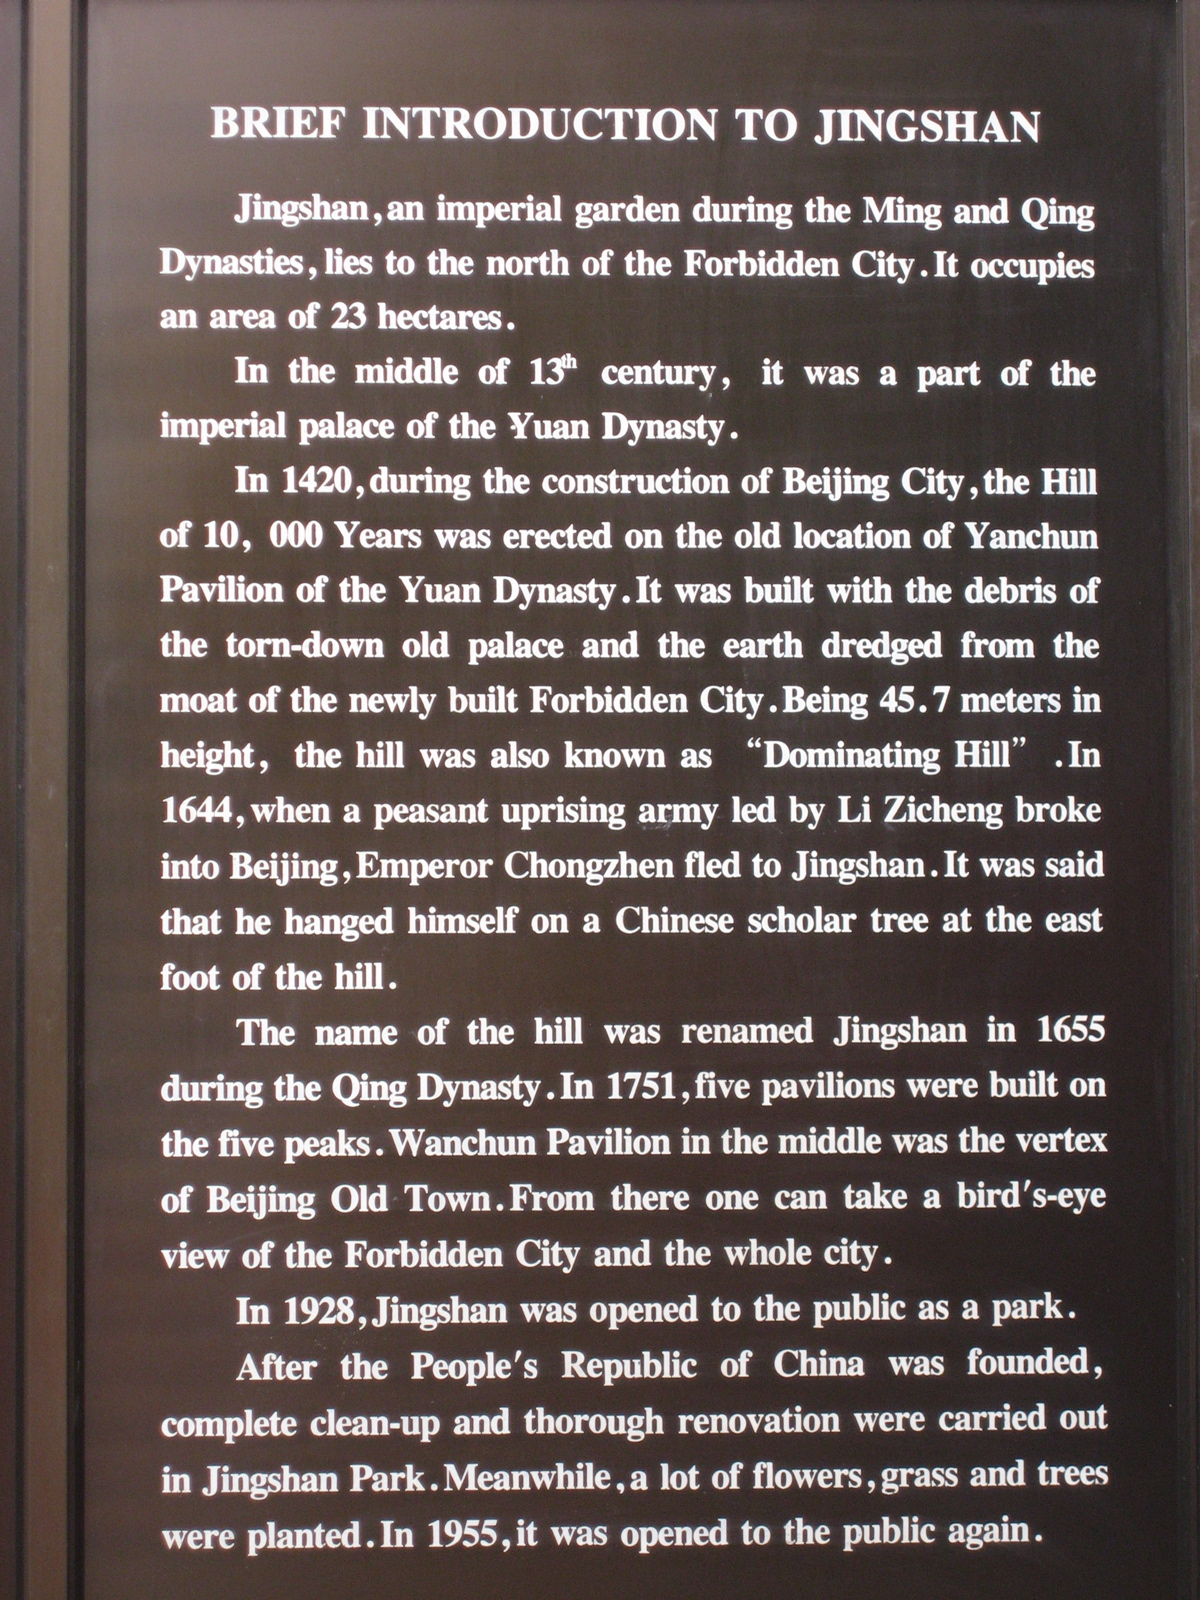 BRIEF INTRODUCTION TO JINGSHAN
Jingshan, an imperial garden during the Ming and Qing
Dynasties, lies to the north of the Forbidden City. It occupies
an area of 23 hectares.
In the middle of 13th century, it was a part of the
imperial palace of the Yuan Dynasty.
In 1420, during the construction of Beijing City, the Hill
of 10, 000 Years was erected on the old location of Yanchun
Pavilion of the Yuan Dynasty. It was built with the debris of
the torn-down old palace and the earth dredged from the
moat of the newly built Forbidden City. Being 45.7 meters in
height, the hill was also known as “Dominating Hill” . In
1644, when a peasant uprising army led by Li Zicheng broke
into Beijing, Emperor Chongzhen fled to Jingshan. It was said
that he hanged himself on a Chinese scholar tree at the east
foot of the hill.
The name of the hill was renamed Jingshan in 1655
during the Qing Dynasty. In 1751, five pavilions were built on
the five peaks. Wanchun Pavilion in the middle was the vertex
of Beijing Old Town. From there one can take a bird's-eye
view of the Forbidden City and the whole city.
In 1928, Jingshan was opened to the public as a park.
After the People's Republic of China was founded,
complete clean-up and thorough renovation were carried out
in Jingshan Park. Meanwhile, a lot of flowers, grass and trees
were planted. In 1955, it was opened to the public again.